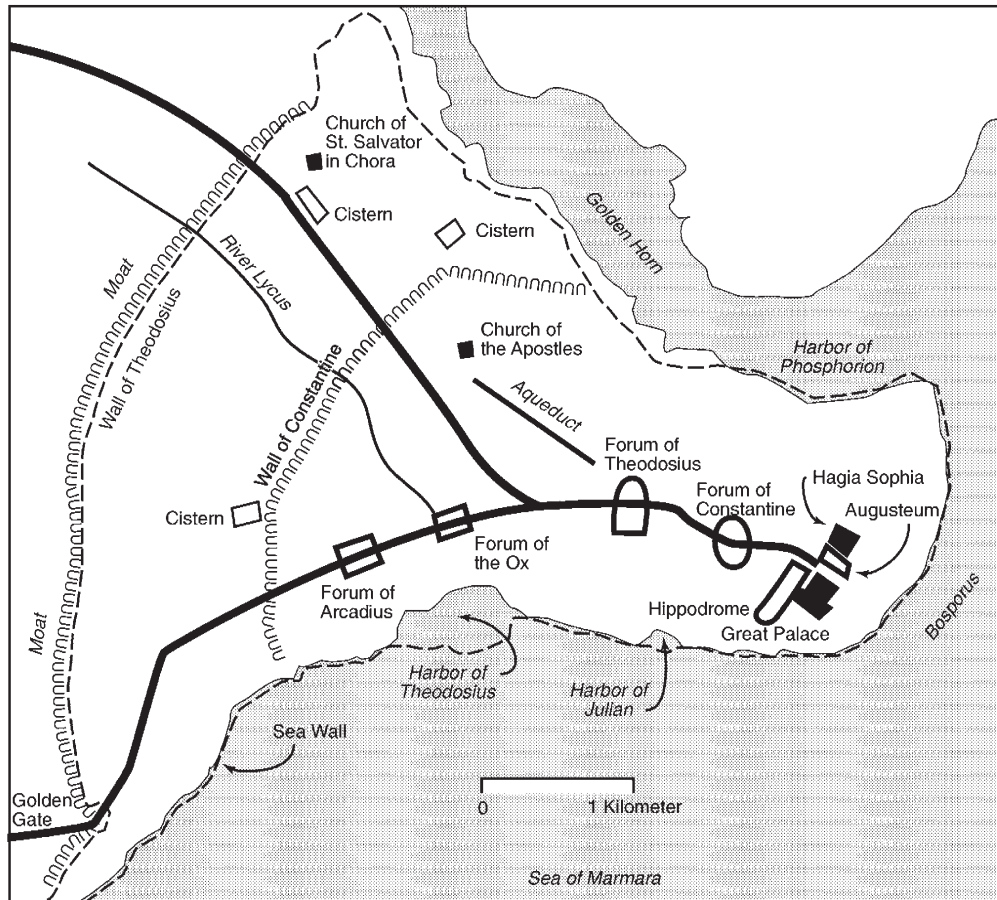 Church of
St. Salvator
in Chora
Cistern
Cistern
Golden Horn
River Lycus
Moat
Wall of Theodosius
Church of
the Apostles
Harbor of
Phosphorion
Wall of Constantine
Aqueduct
Forum of
Theodosius
Hagia Sophia
Forum of
Constantine
Augusteum
Cistern
Forum of
the Ox
Forum of
Arcadius
Hippodrome
Great Palace
Bosporus
Moat
Harbor of
Theodosius
Harbor of
Julian
Sea Wall
Golden
Gate
0 1 Kilometer
Sea of Marmara